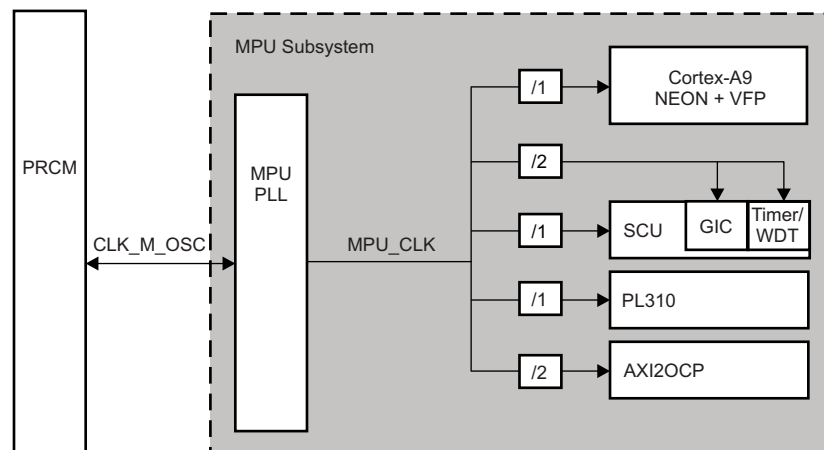 MPU Subsystem
PRCM
CLK_M_OSC
MPU
PLL
MPU_CLK
/1
Cortex-A9
NEON + VFP
/2
/1
SCU
GIC
Timer/
WDT
/1
PL310
/2
AXI2OCP